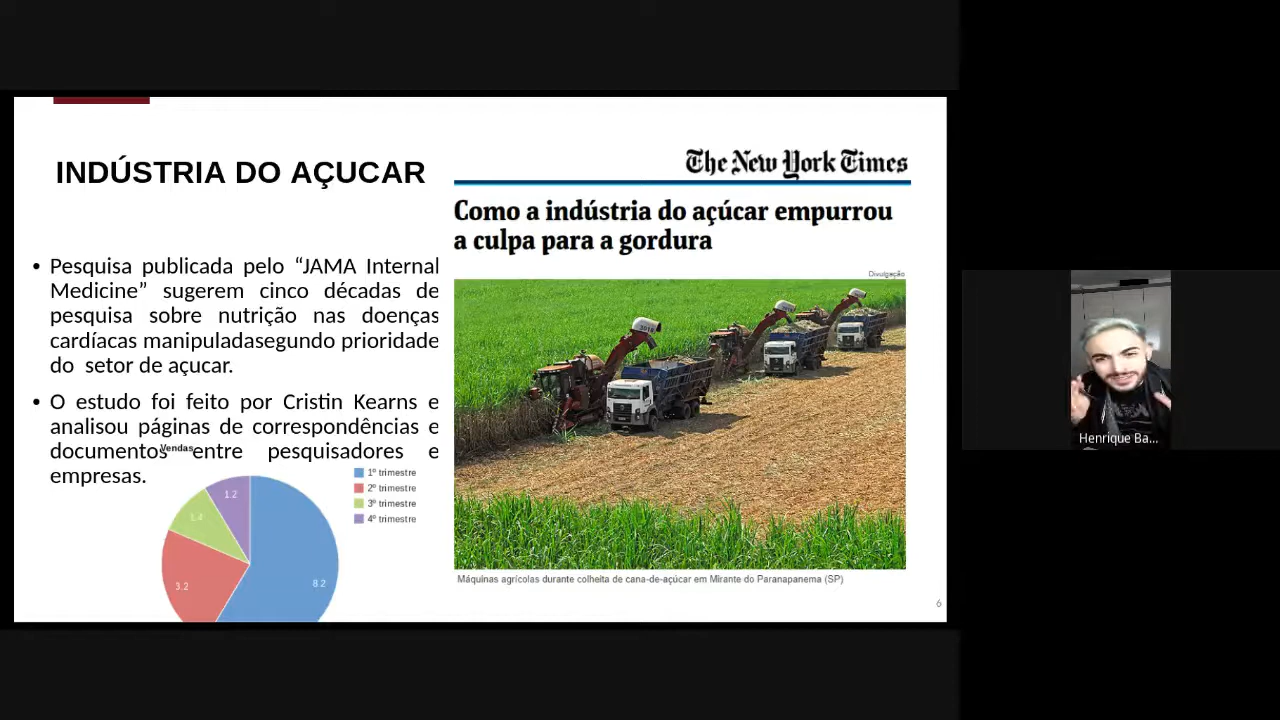 INDÚSTRIA DO AÇUCAR
• Pesquisa publicada pelo “JAMA Internal
Medicine” sugerem cinco décadas de
pesquisa sobre nutrição nas doenças
cardíacas manipuladasegundo prioridade
do setor de açucar.
• O estudo foi feito por Cristin Kearns e
analisou páginas de correspondências e
documentos entre pesquisadores e
empresas.
Vendas
1º trimestre
2º trimestre
3º trimestre
4º trimestre
1.2
1.4
3.2
8.2
The New York Times
Como a indústria do açúcar empurrou
a culpa para a gordura
Divulgação
Máquinas agrícolas durante colheita de cana-de-açúcar em Mirante do Paranapanema (SP)
6
Henrique Ba...